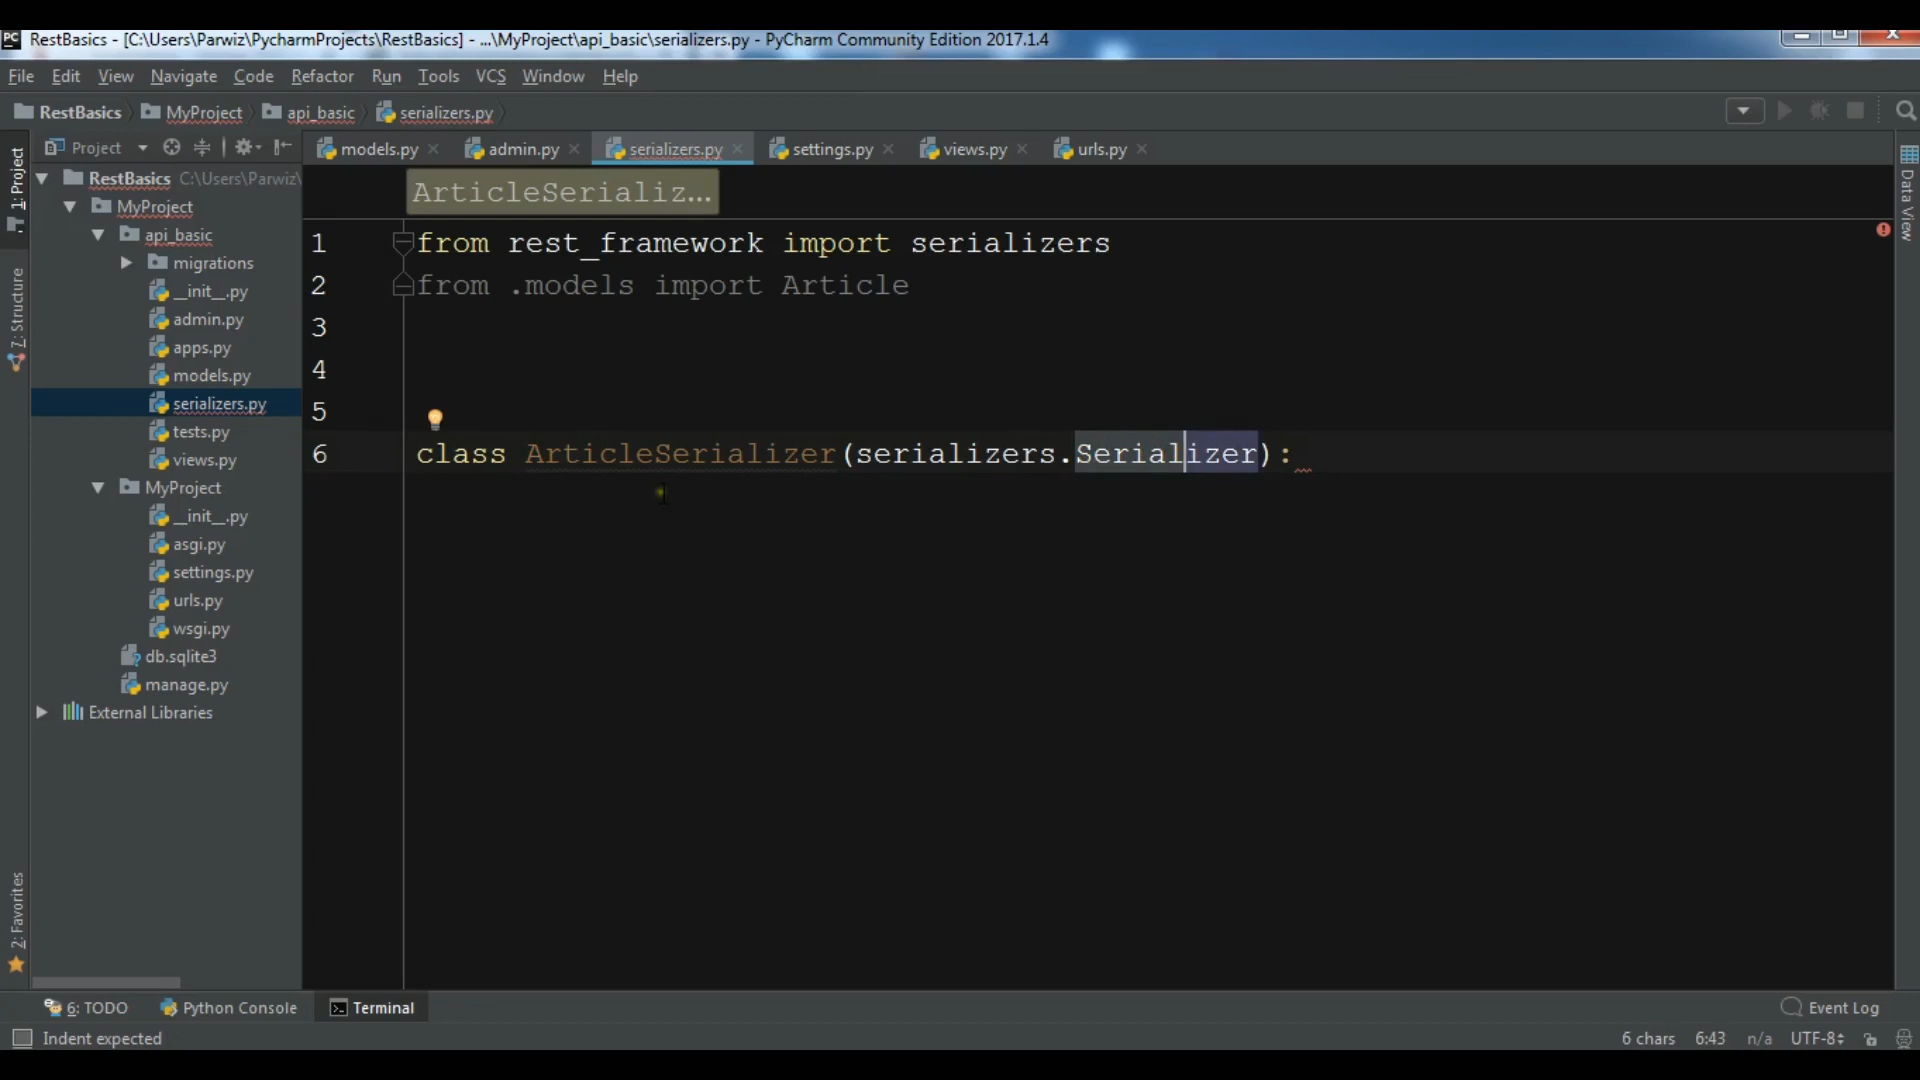 PC RestBasics - [C:\Users\Parwiz\PycharmProjects\RestBasics] - ...\MyProject\api_basic\serializers.py - PyCharm Community Edition 2017.1.4
File Edit View Navigate Code Refactor Run Tools VCS Window Help
RestBasics MyProject api_basic serializers.py
Project models.py admin.py serializers.py settings.py views.py urls.py
1: Project
7: Structure
2: Favorites
RestBasics C:\Users\Parwiz\
MyProject
api_basic
migrations
__init__.py
admin.py
apps.py
models.py
serializers.py
tests.py
views.py
MyProject
__init__.py
asgi.py
settings.py
urls.py
wsgi.py
db.sqlite3
manage.py
External Libraries
ArticleSerializ...
1 from rest_framework import serializers
2 from .models import Article
3
4
5
6 class ArticleSerializer(serializers.Serializer):
Data View
6: TODO Python Console Terminal Event Log
Indent expected 6 chars 6:43 n/a UTF-8